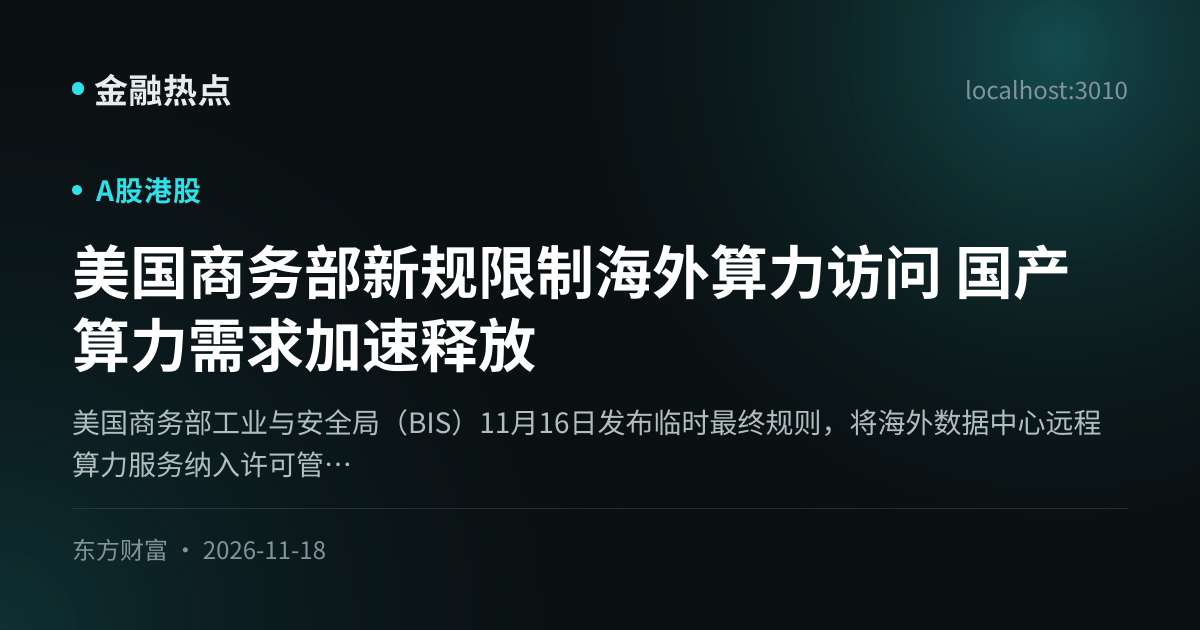 金融热点
localhost:3010
A股港股
美国商务部新规限制海外算力访问 国产
算力需求加速释放
美国商务部工业与安全局（BIS）11月16日发布临时最终规则，将海外数据中心远程
算力服务纳入许可管…
东方财富 • 2026-11-18